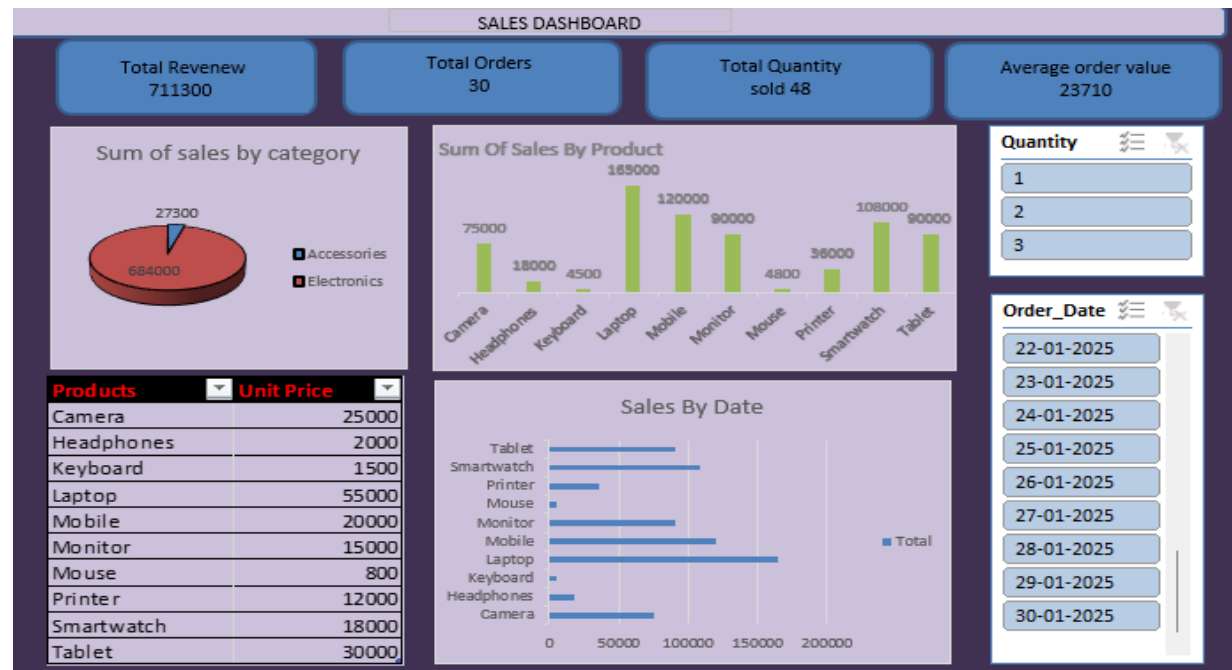 SALES DASHBOARD
Total Revenew
711300
Total Orders
30
Total Quantity
sold 48
Average order value
23710
Sum of sales by category
27300
684000
Accessories
Electronics
Sum Of Sales By Product
75000
18000
4500
165000
120000
90000
4800
36000
108000
90000
Camera
Headphones
Keyboard
Laptop
Mobile
Monitor
Mouse
Printer
Smartwatch
Tablet
Quantity
1
2
3
Products Unit Price
Camera 25000
Headphones 2000
Keyboard 1500
Laptop 55000
Mobile 20000
Monitor 15000
Mouse 800
Printer 12000
Smartwatch 18000
Tablet 30000
Sales By Date
Tablet
Smartwatch
Printer
Mouse
Monitor
Mobile
Laptop
Keyboard
Headphones
Camera
0 50000 100000 150000 200000
Total
Order_Date
22-01-2025
23-01-2025
24-01-2025
25-01-2025
26-01-2025
27-01-2025
28-01-2025
29-01-2025
30-01-2025